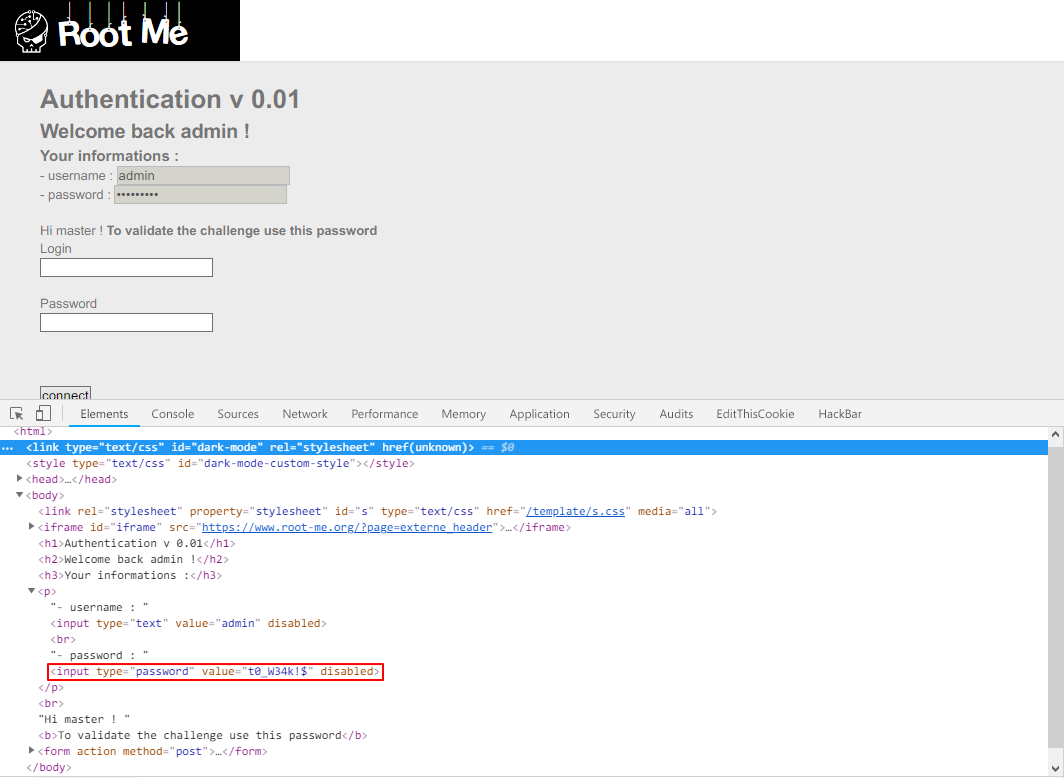 Root Me
Authentication v 0.01
Welcome back admin !
Your informations :
- username : admin
- password : •••••••••
Hi master ! To validate the challenge use this password
Login
Password
connect
Elements Console Sources Network Performance Memory Application Security Audits EditThisCookie HackBar
<html>
... <link type="text/css" id="dark-mode" rel="stylesheet" href(unknown)> == $0
<style type="text/css" id="dark-mode-custom-style"></style>
<head>…</head>
<body>
<link rel="stylesheet" property="stylesheet" id="s" type="text/css" href="/template/s.css" media="all">
<iframe id="iframe" src="https://www.root-me.org/?page=externe_header">…</iframe>
<h1>Authentication v 0.01</h1>
<h2>Welcome back admin !</h2>
<h3>Your informations :</h3>
<p>
"- username : "
<input type="text" value="admin" disabled>
<br>
"- password : "
<input type="password" value="t0_W34k!$" disabled>
</p>
<br>
"Hi master ! "
<b>To validate the challenge use this password</b>
<form action method="post">…</form>
</body>